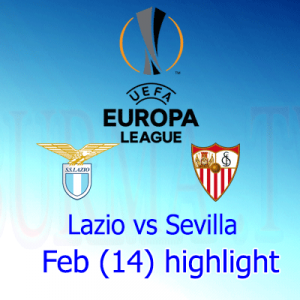 UEFA
EUROPA
LEAGUE
S.S.LAZIO
Lazio vs Sevilla
Feb (14) highlight